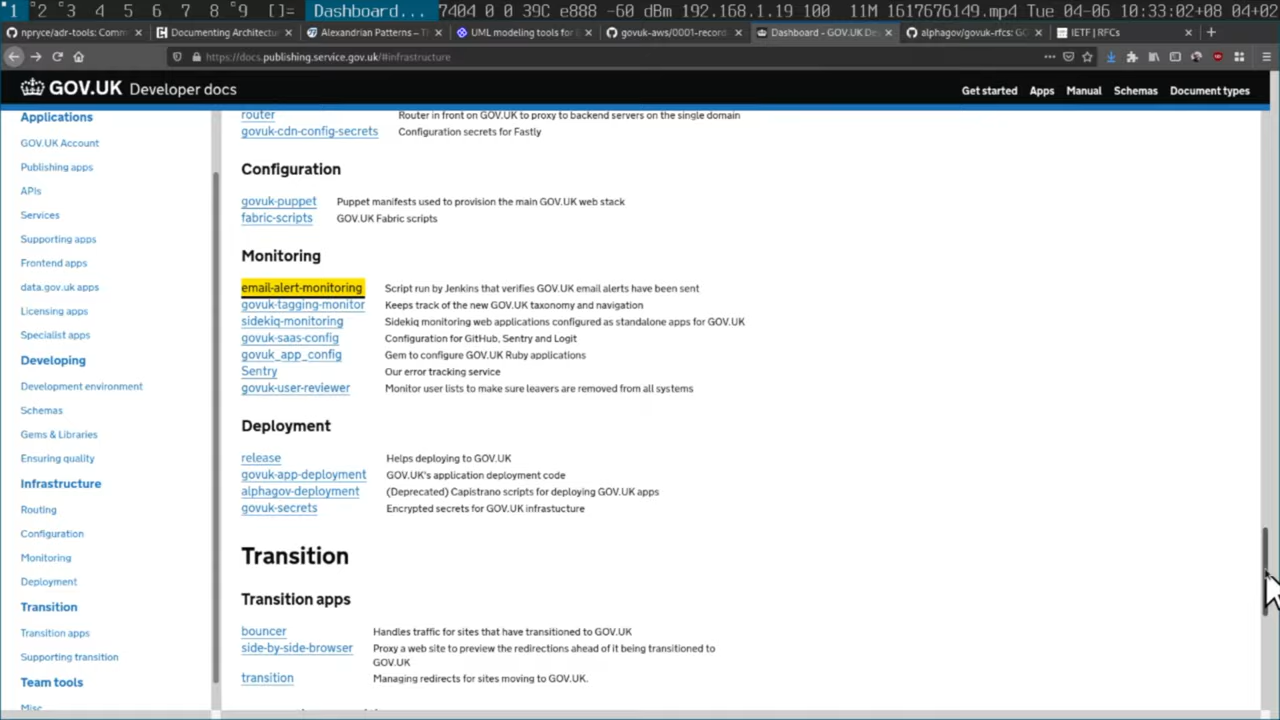 1 2 3 4 5 6 7 8 9 []= Dashboard... 7404 0 0 39C e888 -60 dBm 192.168.1.19 100 11M 1617676149.mp4 Tue 04-06 10:33:02+08 04+02
npryce/adr-tools: Comm
Documenting Architectu
Alexandrian Patterns – Th
UML modeling tools for
govuk-aws/0001-record
Dashboard - GOV.UK De
alphagov/govuk-rfcs: GO
IETF | RFCs
https://docs.publishing.service.gov.uk/#infrastructure
GOV.UK Developer docs
Get started Apps Manual Schemas Document types
Applications
GOV.UK Account
Publishing apps
APIs
Services
Supporting apps
Frontend apps
data.gov.uk apps
Licensing apps
Specialist apps
Developing
Development environment
Schemas
Gems & Libraries
Ensuring quality
Infrastructure
Routing
Configuration
Monitoring
Deployment
Transition
Transition apps
Supporting transition
Team tools
Misc
router Router in front on GOV.UK to proxy to backend servers on the single domain
govuk-cdn-config-secrets Configuration secrets for Fastly
Configuration
govuk-puppet Puppet manifests used to provision the main GOV.UK web stack
fabric-scripts GOV.UK Fabric scripts
Monitoring
email-alert-monitoring Script run by Jenkins that verifies GOV.UK email alerts have been sent
govuk-tagging-monitor Keeps track of the new GOV.UK taxonomy and navigation
sidekiq-monitoring Sidekiq monitoring web applications configured as standalone apps for GOV.UK
govuk-saas-config Configuration for GitHub, Sentry and Logit
govuk_app_config Gem to configure GOV.UK Ruby applications
Sentry Our error tracking service
govuk-user-reviewer Monitor user lists to make sure leavers are removed from all systems
Deployment
release Helps deploying to GOV.UK
govuk-app-deployment GOV.UK's application deployment code
alphagov-deployment (Deprecated) Capistrano scripts for deploying GOV.UK apps
govuk-secrets Encrypted secrets for GOV.UK infrastucture
Transition
Transition apps
bouncer Handles traffic for sites that have transitioned to GOV.UK
side-by-side-browser Proxy a web site to preview the redirections ahead of it being transitioned to
GOV.UK
transition Managing redirects for sites moving to GOV.UK.